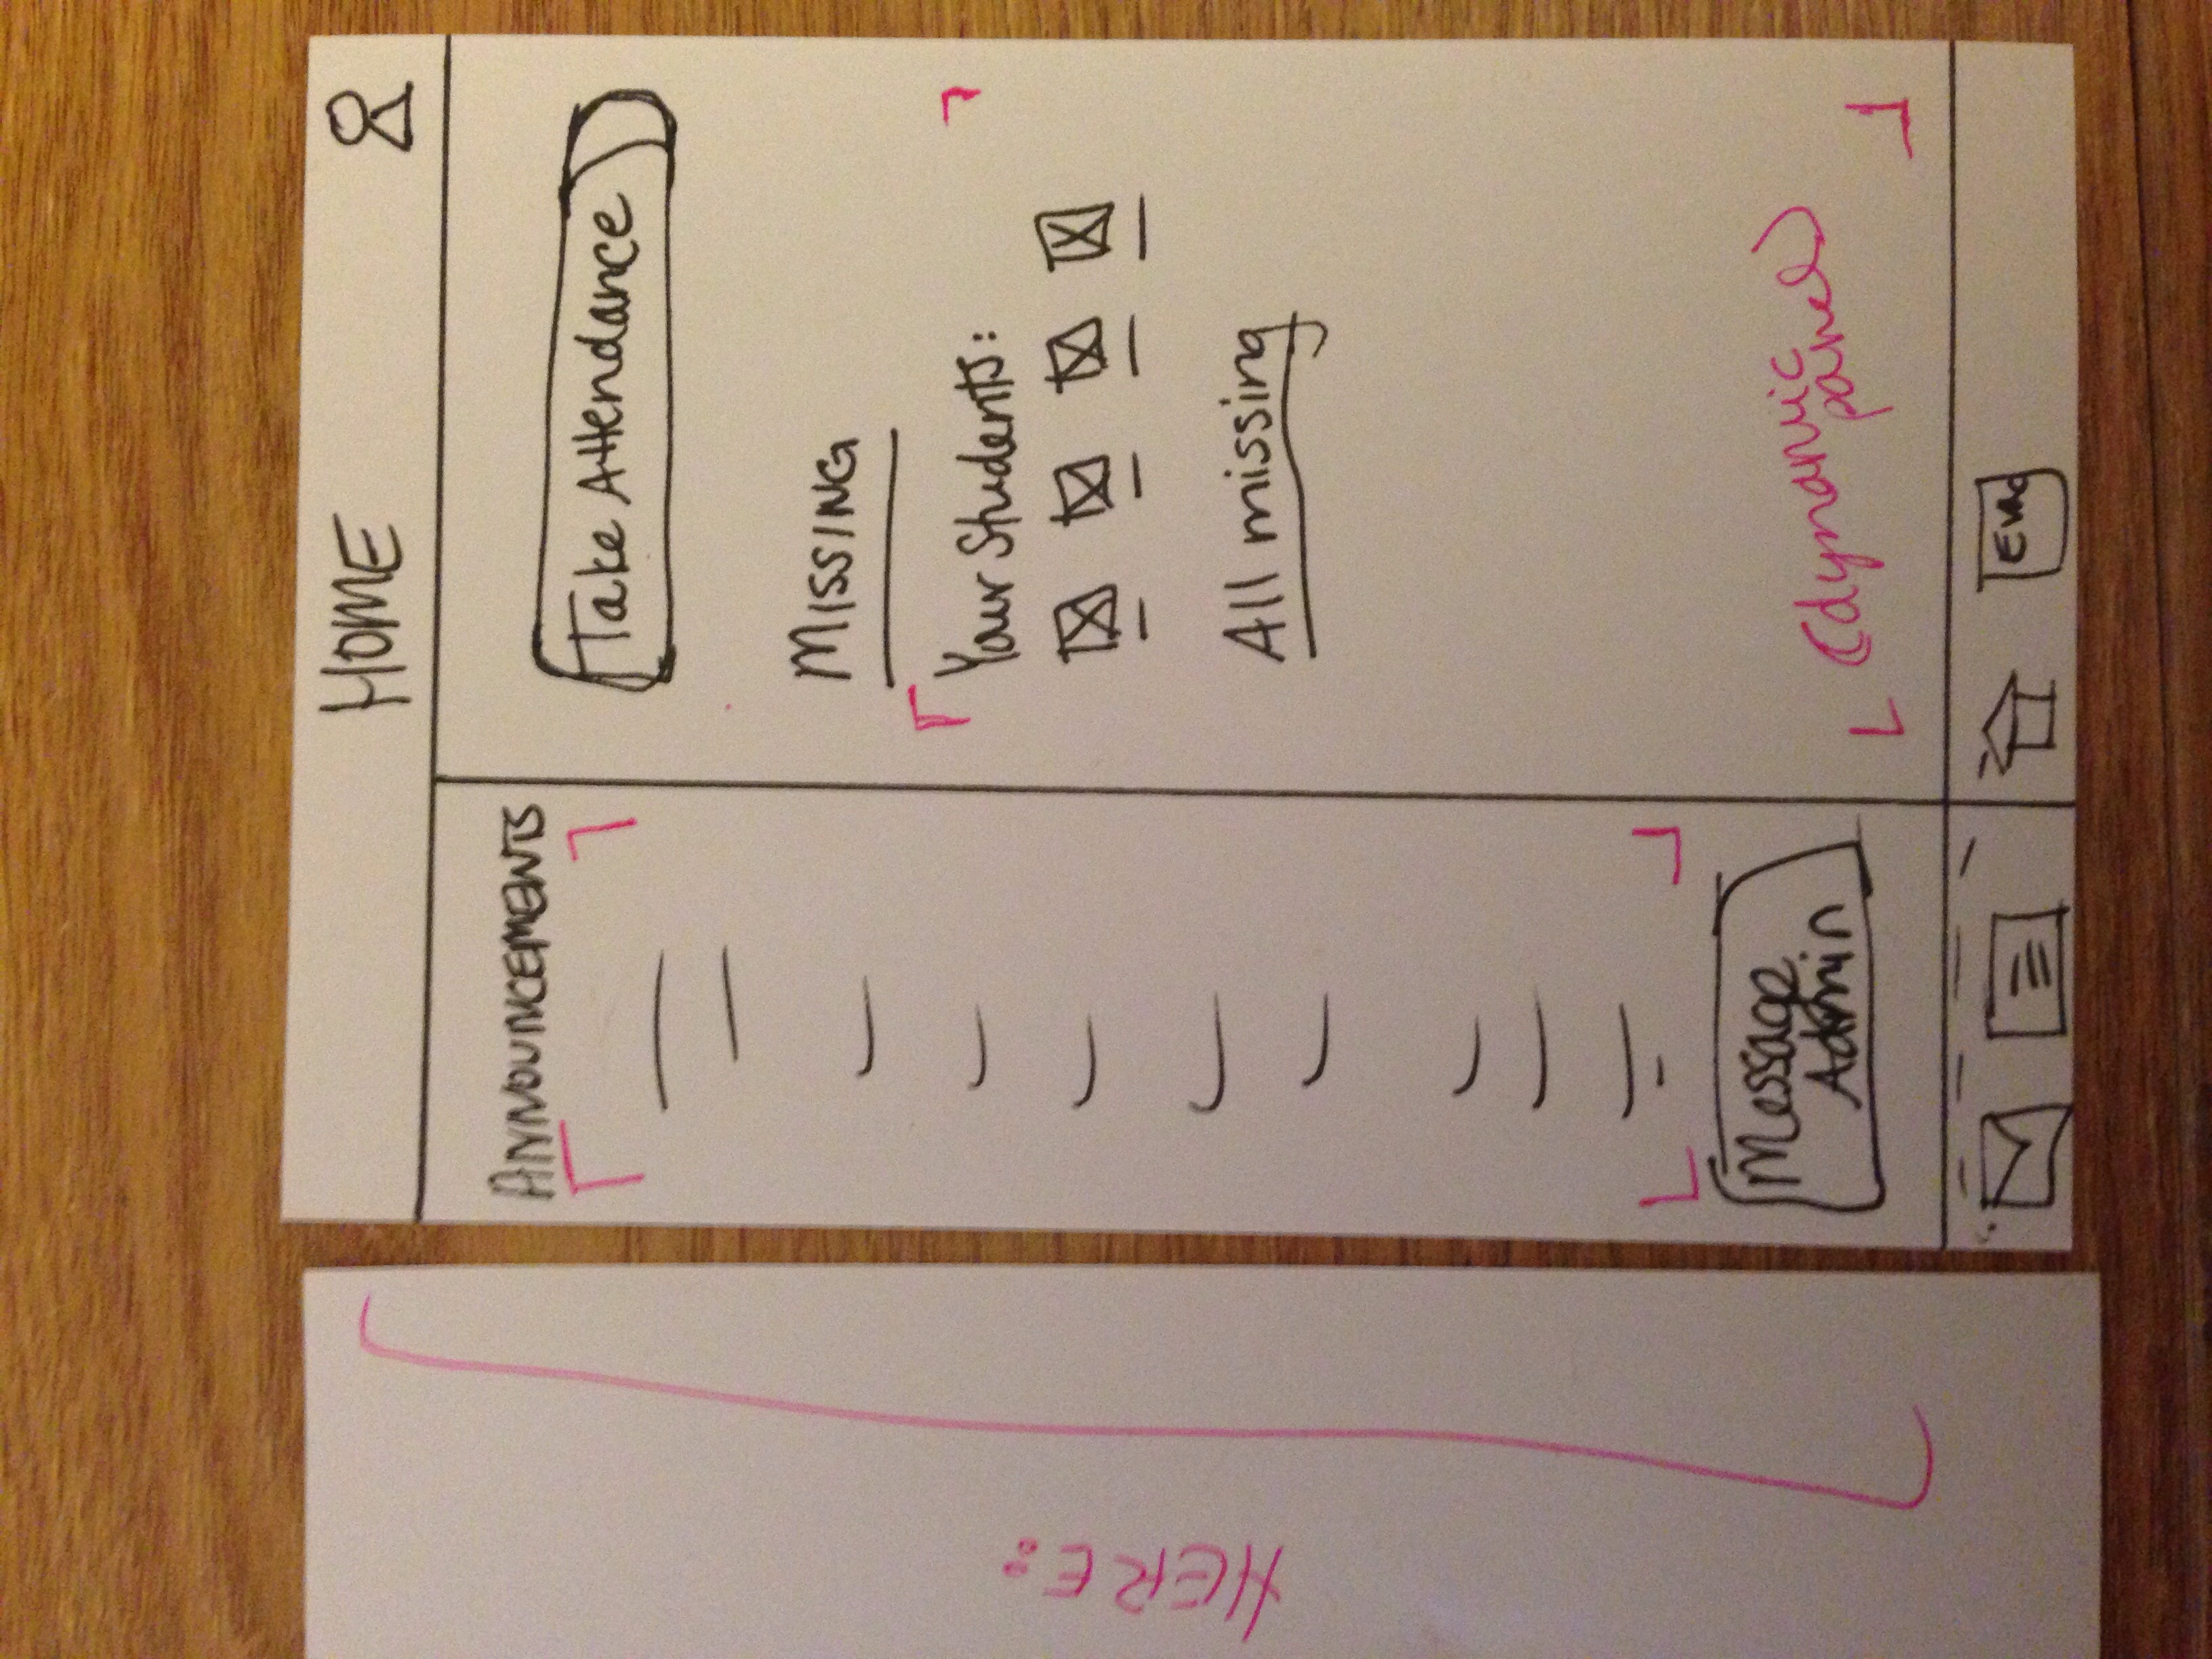 HERE:
HOME
ANNOUNCEMENTS
Message
Admin
Take Attendance
MISSING
Your Students:
All missing
(dynamic
panel)
Evac